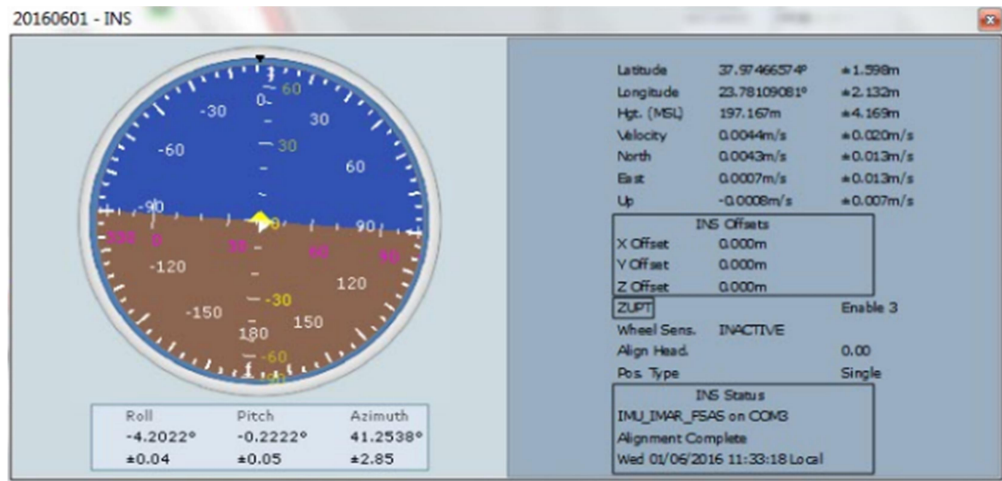 20160601 - INS
60
0
-30
30
30
-60
60
-90
0
90
-120
120
-30
-150
150
180
-60
-90
Roll Pitch Azimuth
-4.2022° -0.2222° 41.2538°
±0.04 ±0.05 ±2.85
Latitude 37.97466574° ±1.598m
Longitude 23.78109081° ±2.132m
Hgt. (MSL) 197.167m ±4.169m
Velocity 0.0044m/s ±0.020m/s
North 0.0043m/s ±0.013m/s
East 0.0007m/s ±0.013m/s
Up -0.0008m/s ±0.007m/s
INS Offsets
X Offset 0.000m
Y Offset 0.000m
Z Offset 0.000m
ZUPT Enable 3
Wheel Sens. INACTIVE
Align Head. 0.00
Pos. Type Single
INS Status
IMU_IMAR_FSAS on COM3
Alignment Complete
Wed 01/06/2016 11:33:18 Local